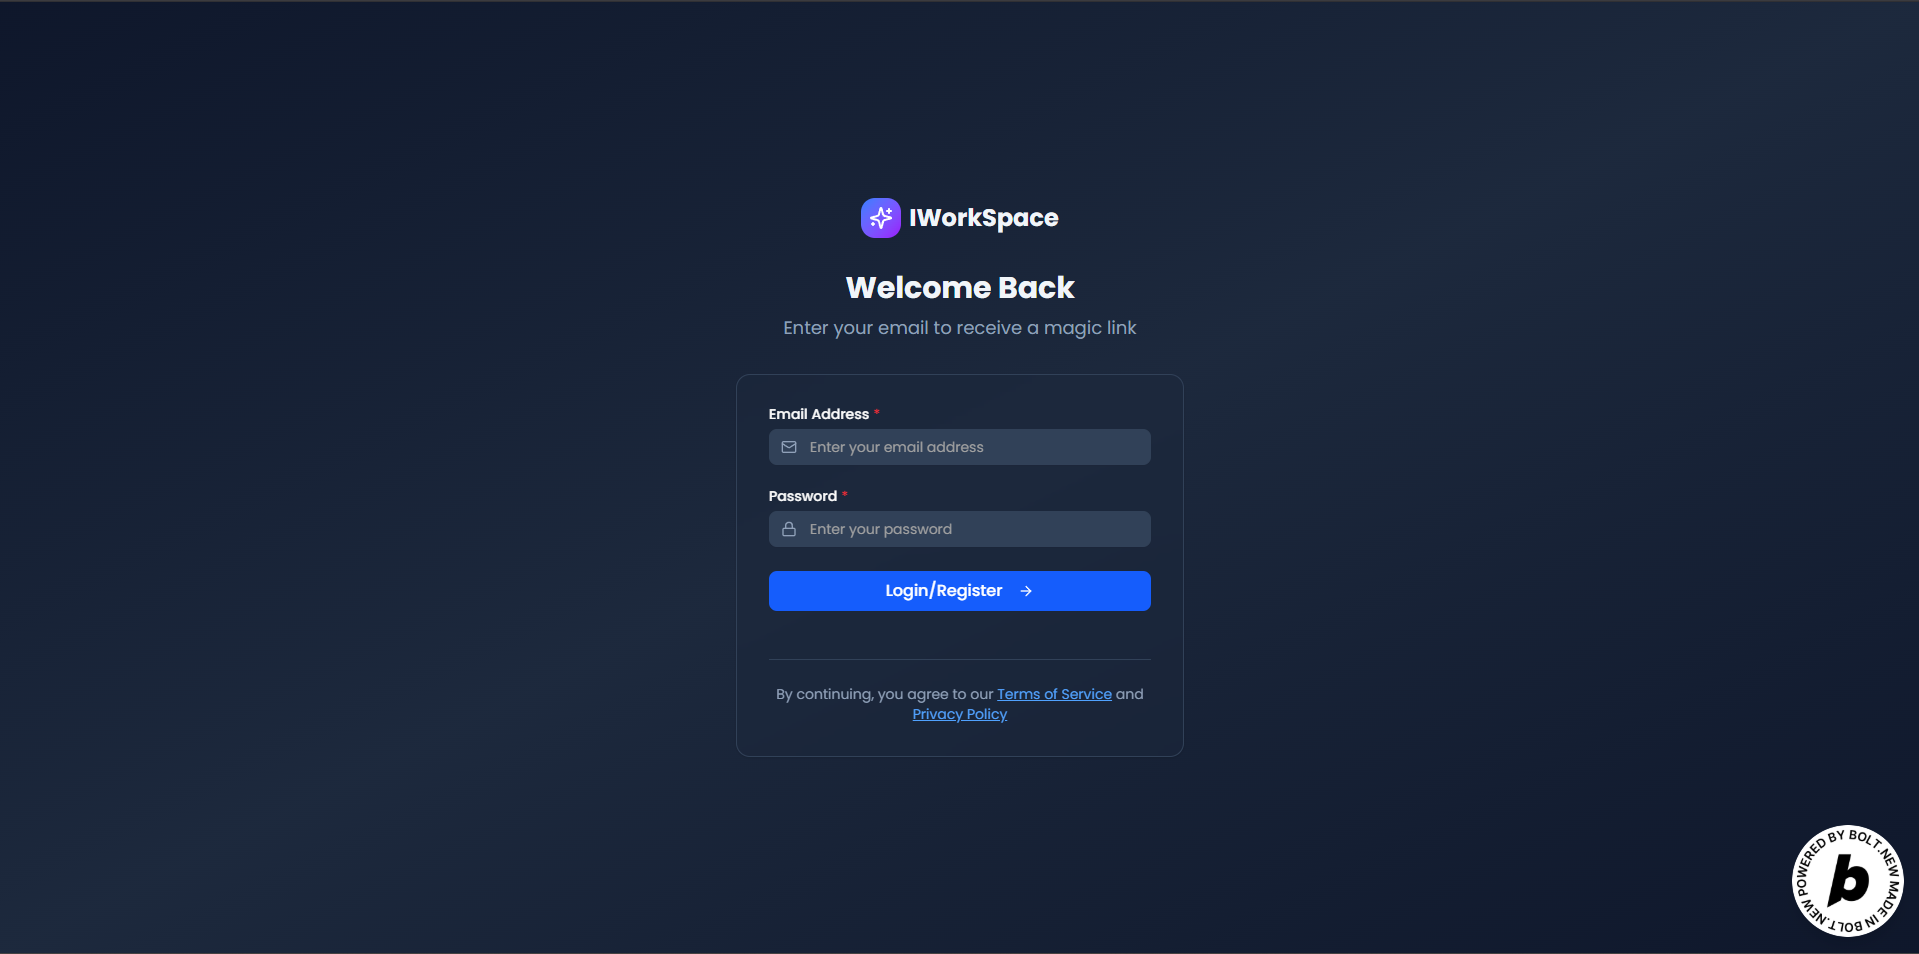 IWorkSpace
Welcome Back
Enter your email to receive a magic link
Email Address *
Enter your email address
Password *
Enter your password
Login/Register →
By continuing, you agree to our Terms of Service and
Privacy Policy
POWERED BY BOLT.NEW MADE IN BOLT.NEW
b